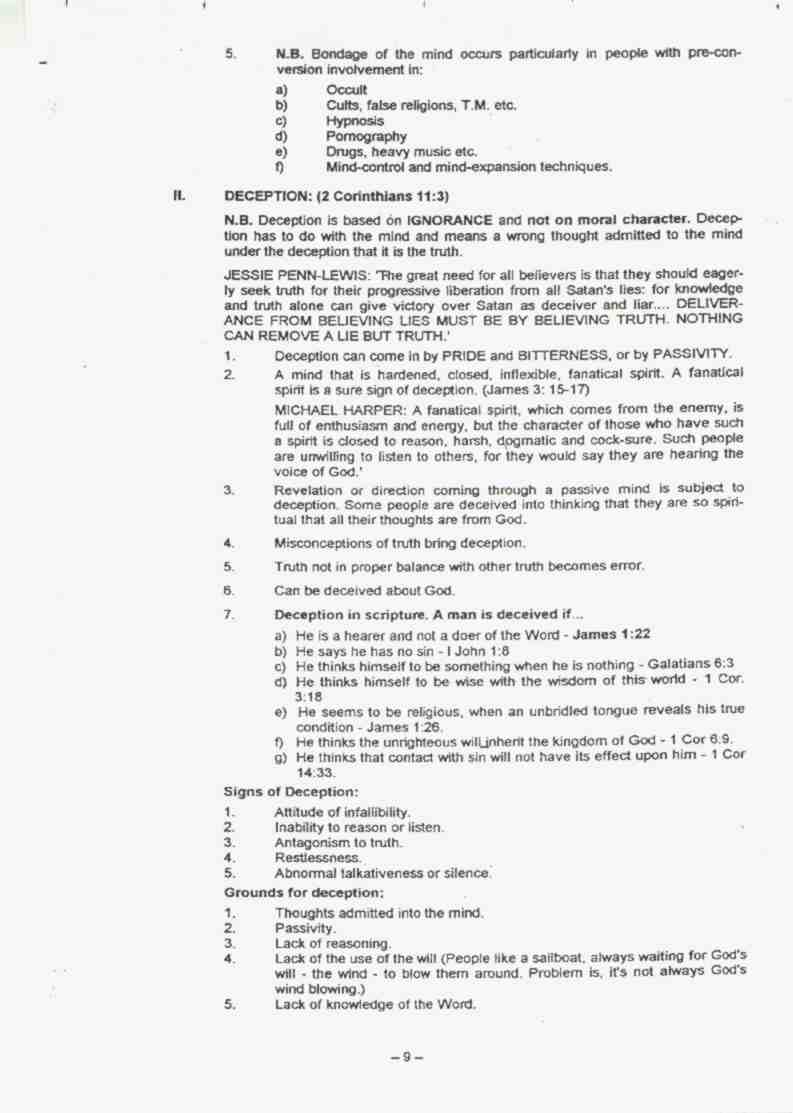 5. N.B. Bondage of the mind occurs particularly in people with pre-con-
version involvement in:
a) Occult
b) Cults, false religions, T.M. etc.
c) Hypnosis
d) Pornography
e) Drugs, heavy music etc.
f) Mind-control and mind-expansion techniques.
II. DECEPTION: (2 Corinthians 11:3)
N.B. Deception is based on IGNORANCE and not on moral character. Decep-
tion has to do with the mind and means a wrong thought admitted to the mind
under the deception that it is the truth.
JESSIE PENN-LEWIS: 'The great need for all believers is that they should eager-
ly seek truth for their progressive liberation from all Satan's lies: for knowledge
and truth alone can give victory over Satan as deceiver and liar.... DELIVER-
ANCE FROM BELIEVING LIES MUST BE BY BELIEVING TRUTH. NOTHING
CAN REMOVE A LIE BUT TRUTH.'
1. Deception can come in by PRIDE and BITTERNESS, or by PASSIVITY.
2. A mind that is hardened, closed, inflexible, fanatical spirit. A fanatical
spirit is a sure sign of deception. (James 3: 15-17)
MICHAEL HARPER: A fanatical spirit, which comes from the enemy, is
full of enthusiasm and energy, but the character of those who have such
a spirit is closed to reason, harsh, dogmatic and cock-sure. Such people
are unwilling to listen to others, for they would say they are hearing the
voice of God.'
3. Revelation or direction coming through a passive mind is subject to
deception. Some people are deceived into thinking that they are so spiri-
tual that all their thoughts are from God.
4. Misconceptions of truth bring deception.
5. Truth not in proper balance with other truth becomes error.
6. Can be deceived about God.
7. Deception in scripture. A man is deceived if...
a) He is a hearer and not a doer of the Word - James 1:22
b) He says he has no sin - I John 1:8
c) He thinks himself to be something when he is nothing - Galatians 6:3
d) He thinks himself to be wise with the wisdom of this world - 1 Cor.
3:18
e) He seems to be religious, when an unbridled tongue reveals his true
condition - James 1:26.
f) He thinks the unrighteous will inherit the kingdom of God - 1 Cor 6:9.
g) He thinks that contact with sin will not have its effect upon him - 1 Cor
14:33.
Signs of Deception:
1. Attitude of infallibility.
2. Inability to reason or listen.
3. Antagonism to truth.
4. Restlessness.
5. Abnormal talkativeness or silence.
Grounds for deception:
1. Thoughts admitted into the mind.
2. Passivity.
3. Lack of reasoning.
4. Lack of the use of the will (People like a sailboat, always waiting for God's
will - the wind - to blow them around. Problem is, it's not always God's
wind blowing.)
5. Lack of knowledge of the Word.
– 9 –